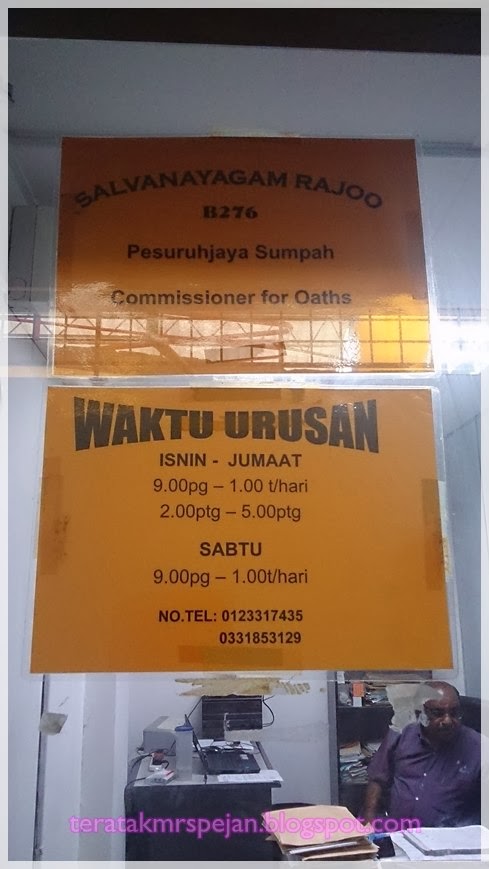 SALVANAYAGAM RAJOO
B276
Pesuruhjaya Sumpah
Commissioner for Oaths
WAKTU URUSAN
ISNIN - JUMAAT
9.00pg – 1.00 t/hari
2.00ptg – 5.00ptg
SABTU
9.00pg – 1.00t/hari
NO.TEL: 0123317435
0331853129
teratakmrspejan.blogspot.com